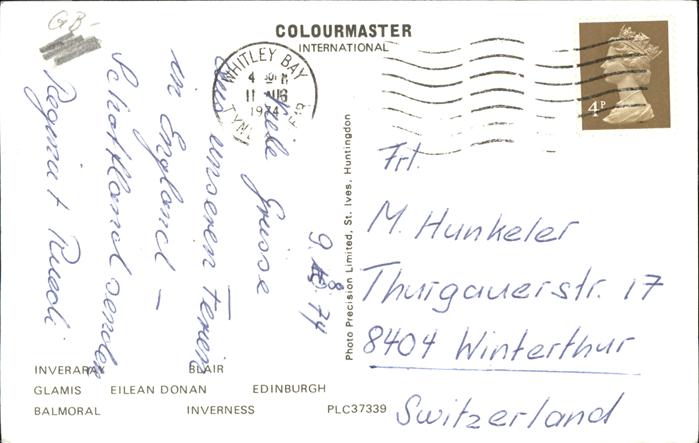 GB-
COLOURMASTER
INTERNATIONAL
WHITLEY BAY
11 AUG
1974
4P
9. 8. 74
Viele Grüsse
aus unseren Ferien
in England –
Schottland senden
Regina + Ruedi
Photo Precision Limited, St. Ives, Huntingdon
Frl.
M. Hunkeler
Thurgauerstr. 17
8404 Winterthur
Switzerland
INVERARAY BLAIR
GLAMIS EILEAN DONAN EDINBURGH
BALMORAL INVERNESS PLC37339